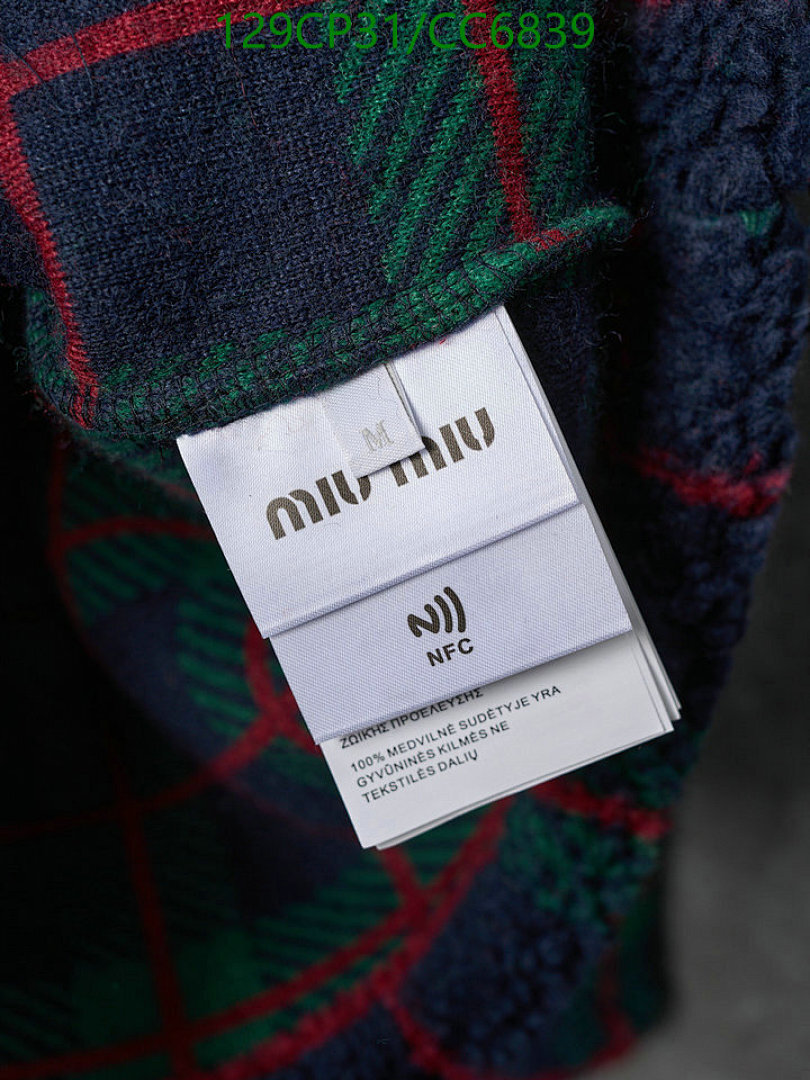 129CP31/CC6839
M
miu miu
NFC
ΖΩΙΚΗΣ ΠΡΟΕΛΕΥΣΗΣ
100% MEDVILNĖ SUDĖTYJE YRA
GYVŪNINĖS KILMĖS NE
TEKSTILĖS DALIŲ